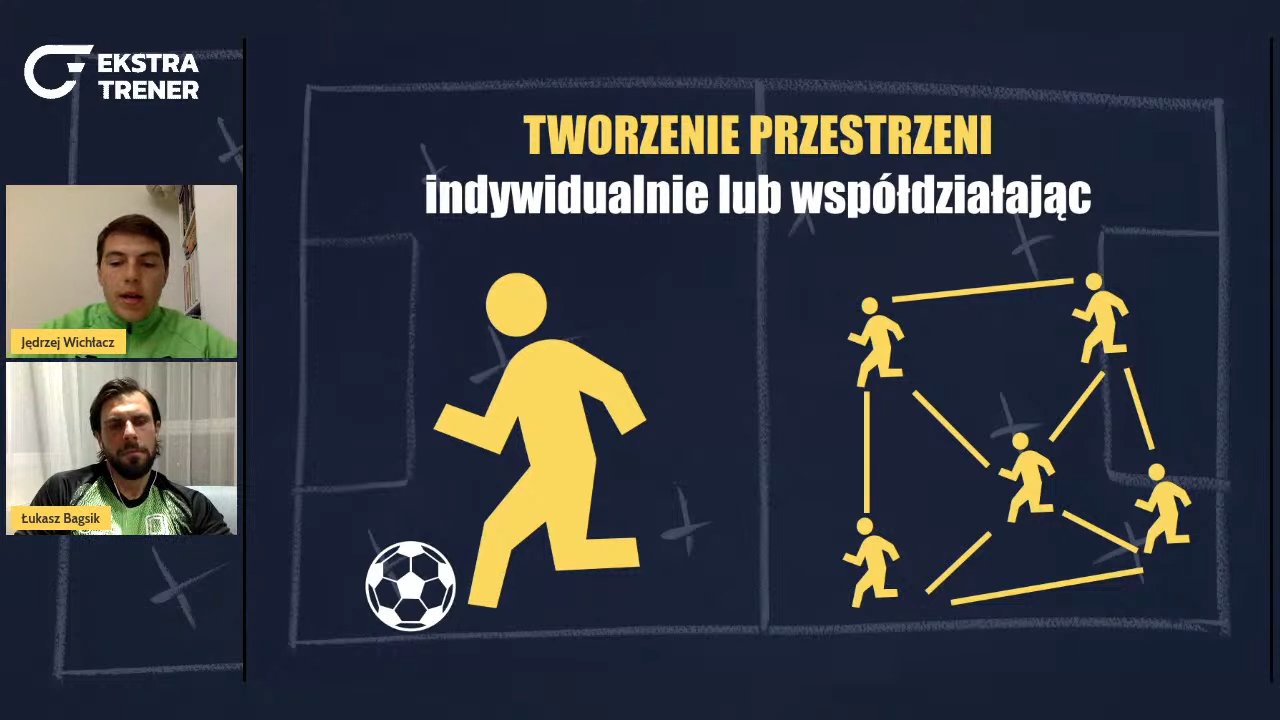 EKSTRA
TRENER
TWORZENIE PRZESTRZENI
indywidualnie lub współdziałając
Jędrzej Wichłacz
Łukasz Bagsik